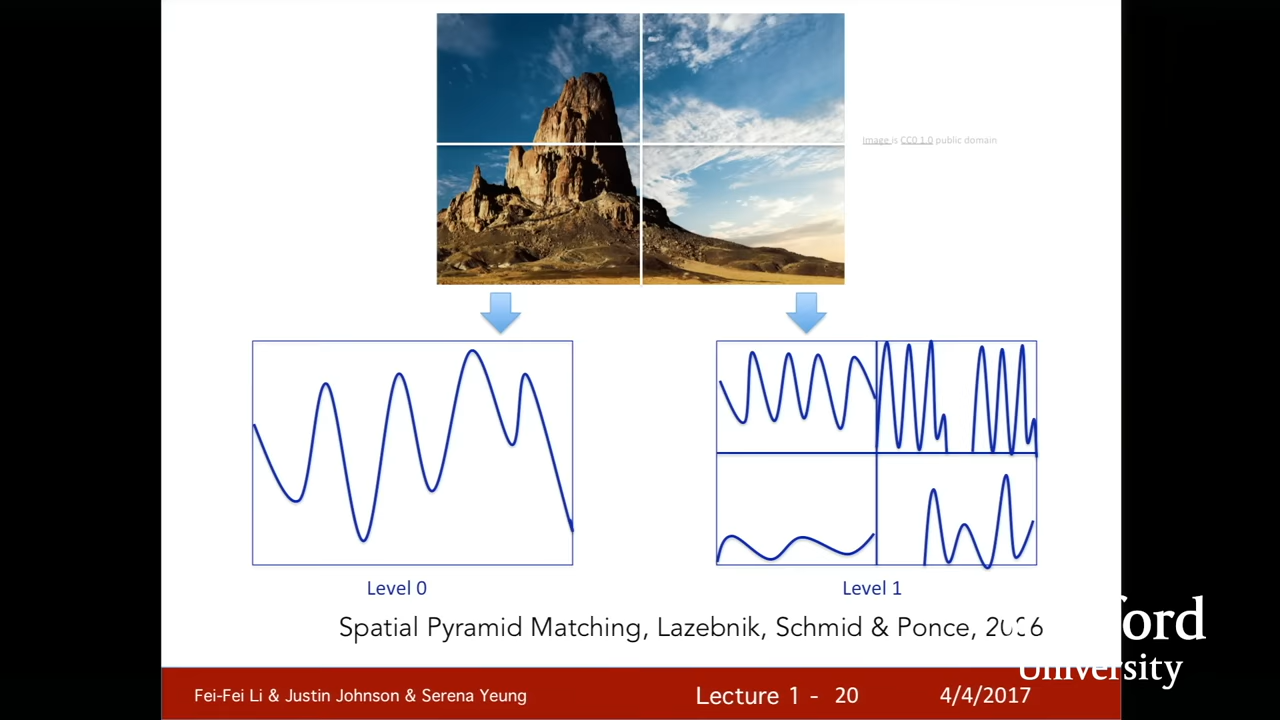 Image is CC0 1.0 public domain
Level 0
Level 1
Spatial Pyramid Matching, Lazebnik, Schmid & Ponce, 2006
Fei-Fei Li & Justin Johnson & Serena Yeung
Lecture 1 - 20
4/4/2017
ford
University